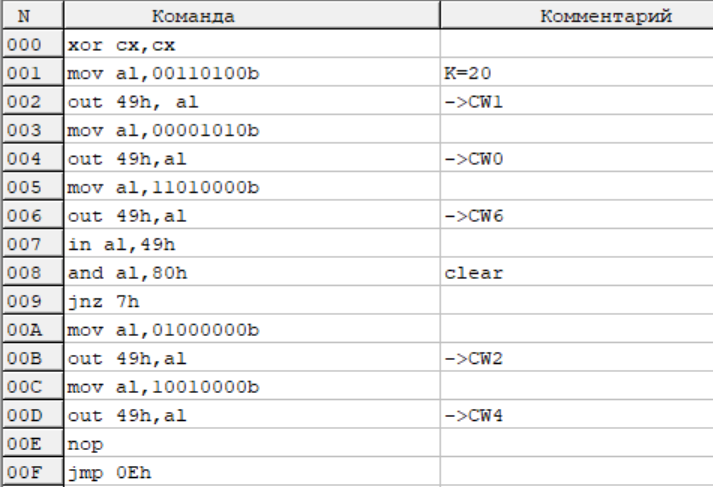 N Команда Комментарий
000 xor cx,cx
001 mov al,00110100b K=20
002 out 49h, al ->CW1
003 mov al,00001010b
004 out 49h,al ->CW0
005 mov al,11010000b
006 out 49h,al ->CW6
007 in al,49h
008 and al,80h clear
009 jnz 7h
00A mov al,01000000b
00B out 49h,al ->CW2
00C mov al,10010000b
00D out 49h,al ->CW4
00E nop
00F jmp 0Eh